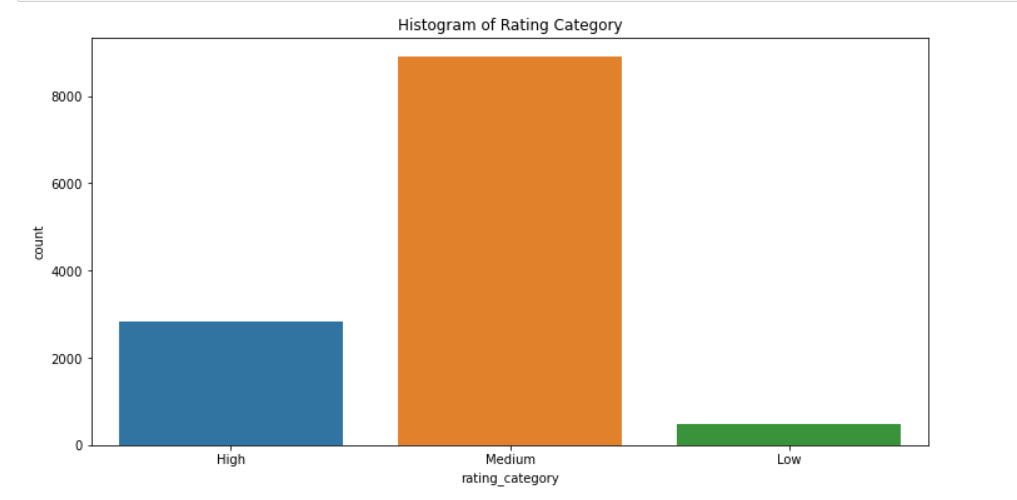 Histogram of Rating Category
8000
6000
4000
2000
0
count
High Medium Low
rating_category